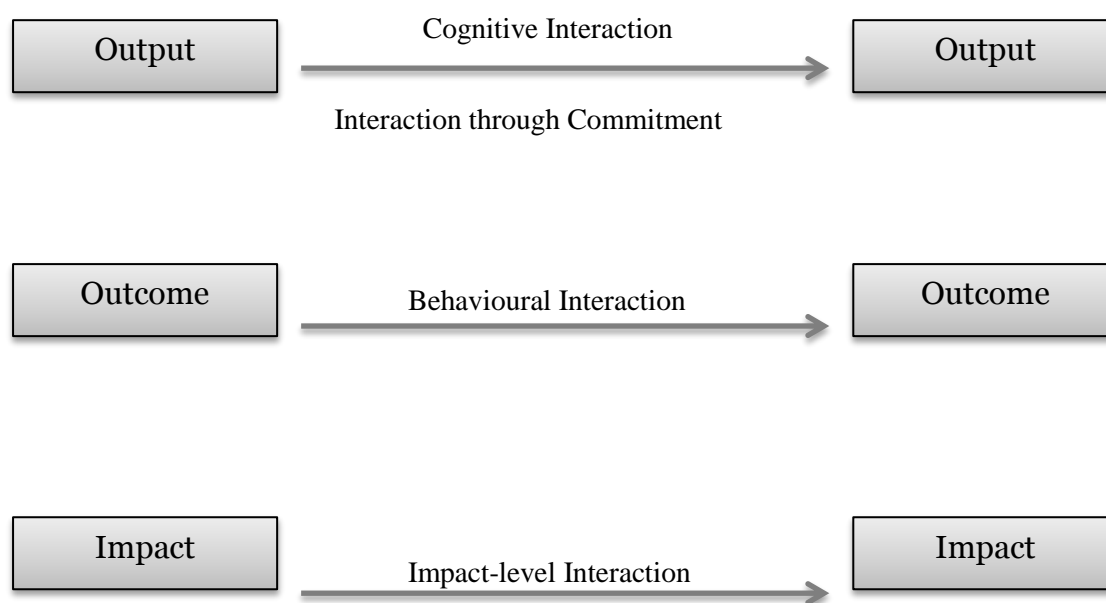 Output
Cognitive Interaction
Output
Interaction through Commitment
Outcome
Behavioural Interaction
Outcome
Impact
Impact-level Interaction
Impact